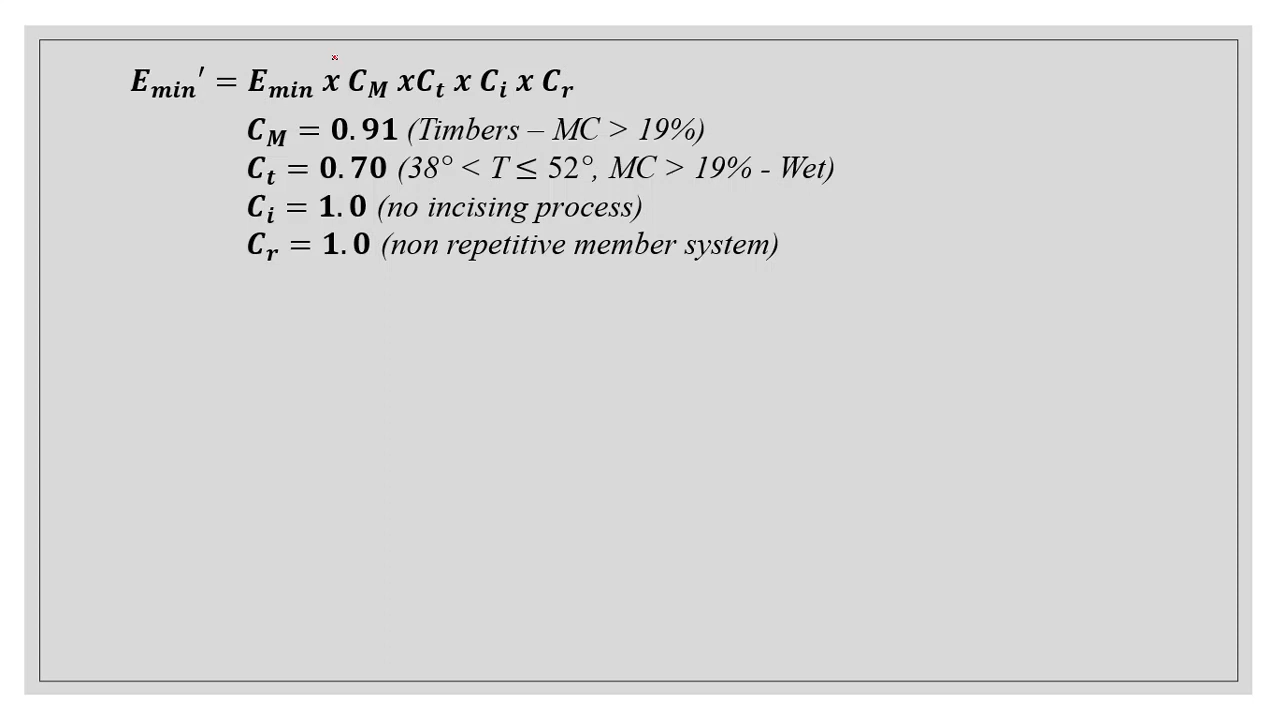 E_min' = E_min x C_M xC_t x C_i x C_r
C_M = 0.91 (Timbers – MC > 19%)
C_t = 0.70 (38° < T ≤ 52°, MC > 19% - Wet)
C_i = 1.0 (no incising process)
C_r = 1.0 (non repetitive member system)